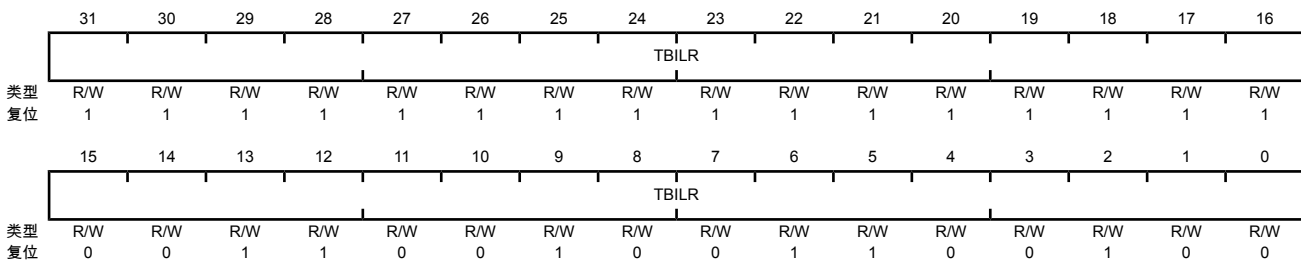 31 30 29 28 27 26 25 24 23 22 21 20 19 18 17 16
TBILR
类型 R/W R/W R/W R/W R/W R/W R/W R/W R/W R/W R/W R/W R/W R/W R/W R/W
复位 1 1 1 1 1 1 1 1 1 1 1 1 1 1 1 1
15 14 13 12 11 10 9 8 7 6 5 4 3 2 1 0
TBILR
类型 R/W R/W R/W R/W R/W R/W R/W R/W R/W R/W R/W R/W R/W R/W R/W R/W
复位 0 0 1 1 0 0 1 0 0 1 1 0 0 1 0 0